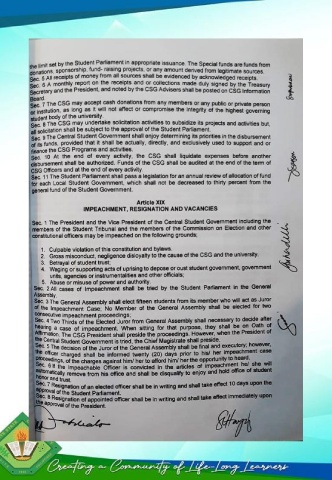 the limit set by the Student Parliament in appropriate issuance. The Special funds are funds from
donations, sponsorship, fund- raising projects, or any amount derived from legitimate sources.
Sec. 5 All receipts of money from all sources shall be evidenced by acknowledged receipts.
Sec. 6 A monthly report on the receipts and or collections made duly signed by the Treasury
Secretary and the President, and noted by the CSG Advisers shall be posted on CSG Information
Board.
Sec. 7 The CSG may accept cash donations from any members or any public or private person
or institution, as long as it will not affect or compromise the integrity of the highest governing
student body of the university.
Sec. 8 The CSG may undertake solicitation activities to subsidize its projects and activities but,
all solicitation shall be subject to the approval of the Student Parliament.
Sec. 9 The Central Student Government shall enjoy determining its priorities in the disbursement
of its funds, provided that it shall be actually, directly, and exclusively used to support and or
finance the CSG Programs and activities.
Sec. 10 At the end of every activity, the CSG shall liquidate expenses before another
disbursement shall be authorized. Funds of the CSG shall be audited at the end of the term of
CSG Officers and at the end of every activity.
Sec. 11 The Student Parliament shall pass a legislation for an annual review of allocation of fund
for each Local Student Government, which shall not be decreased to thirty percent from the
general fund of the Student Government.
Article XIX
IMPEACHMENT, RESIGNATION AND VACANCIES
Sec. 1 The President and the Vice President of the Central Student Government including the
members of the Student Tribunal and the members of the Commission on Election and other
constitutional officers may be impeached on the following grounds;
1. Culpable violation of this constitution and bylaws.
2. Gross misconduct, negligence disloyalty to the cause of the CSG and the university.
3. Betrayal of student trust;
4. Waging or supporting acts of uprising to depose or oust student government, government
units, agencies or instrumentalities and other officials;
5. Abuse or misuse of power and authority.
Sec. 2 All cases of impeachment shall be tried by the Student Parliament in the General
Assembly.
Sec. 3 The General Assembly shall elect fifteen students from its member who will act as Juror
of the Impeachment Case; No Member of the General Assembly shall be elected for two
consecutive impeachment proceedings.
Sec. 4 Two Thirds of the Elected Juror from General Assembly shall necessary to decide after
hearing a case of impeachment. When sitting for that purpose, they shall be on Oath of
Affirmation. The CSG President shall preside the proceedings. However, when the President of
the Central Student Government is tried, the Chief Magistrate shall preside.
Sec. 5 The decision of the Juror of the General Assembly shall be final and executory; however,
the officer charged shall be informed twenty (20) days prior to his/ her impeachment case
proceedings, of the charges against him/ her to afford him/ her the opportunity to heard.
Sec. 6 If the Impeachable Officer is convicted in the articles of impeachment he/ she will
automatically remove from his office and shall be disqualify to enjoy and hold office of student
honor and trust.
Sec. 7 Resignation of an elected officer shall be in writing and shall take effect 10 days upon the
approval of the Student Parliament.
Sec. 8 Resignation of appointed officer shall be in writing and shall take effect immediately upon
the approval of the President.
Creating a Community of Life-Long Learners